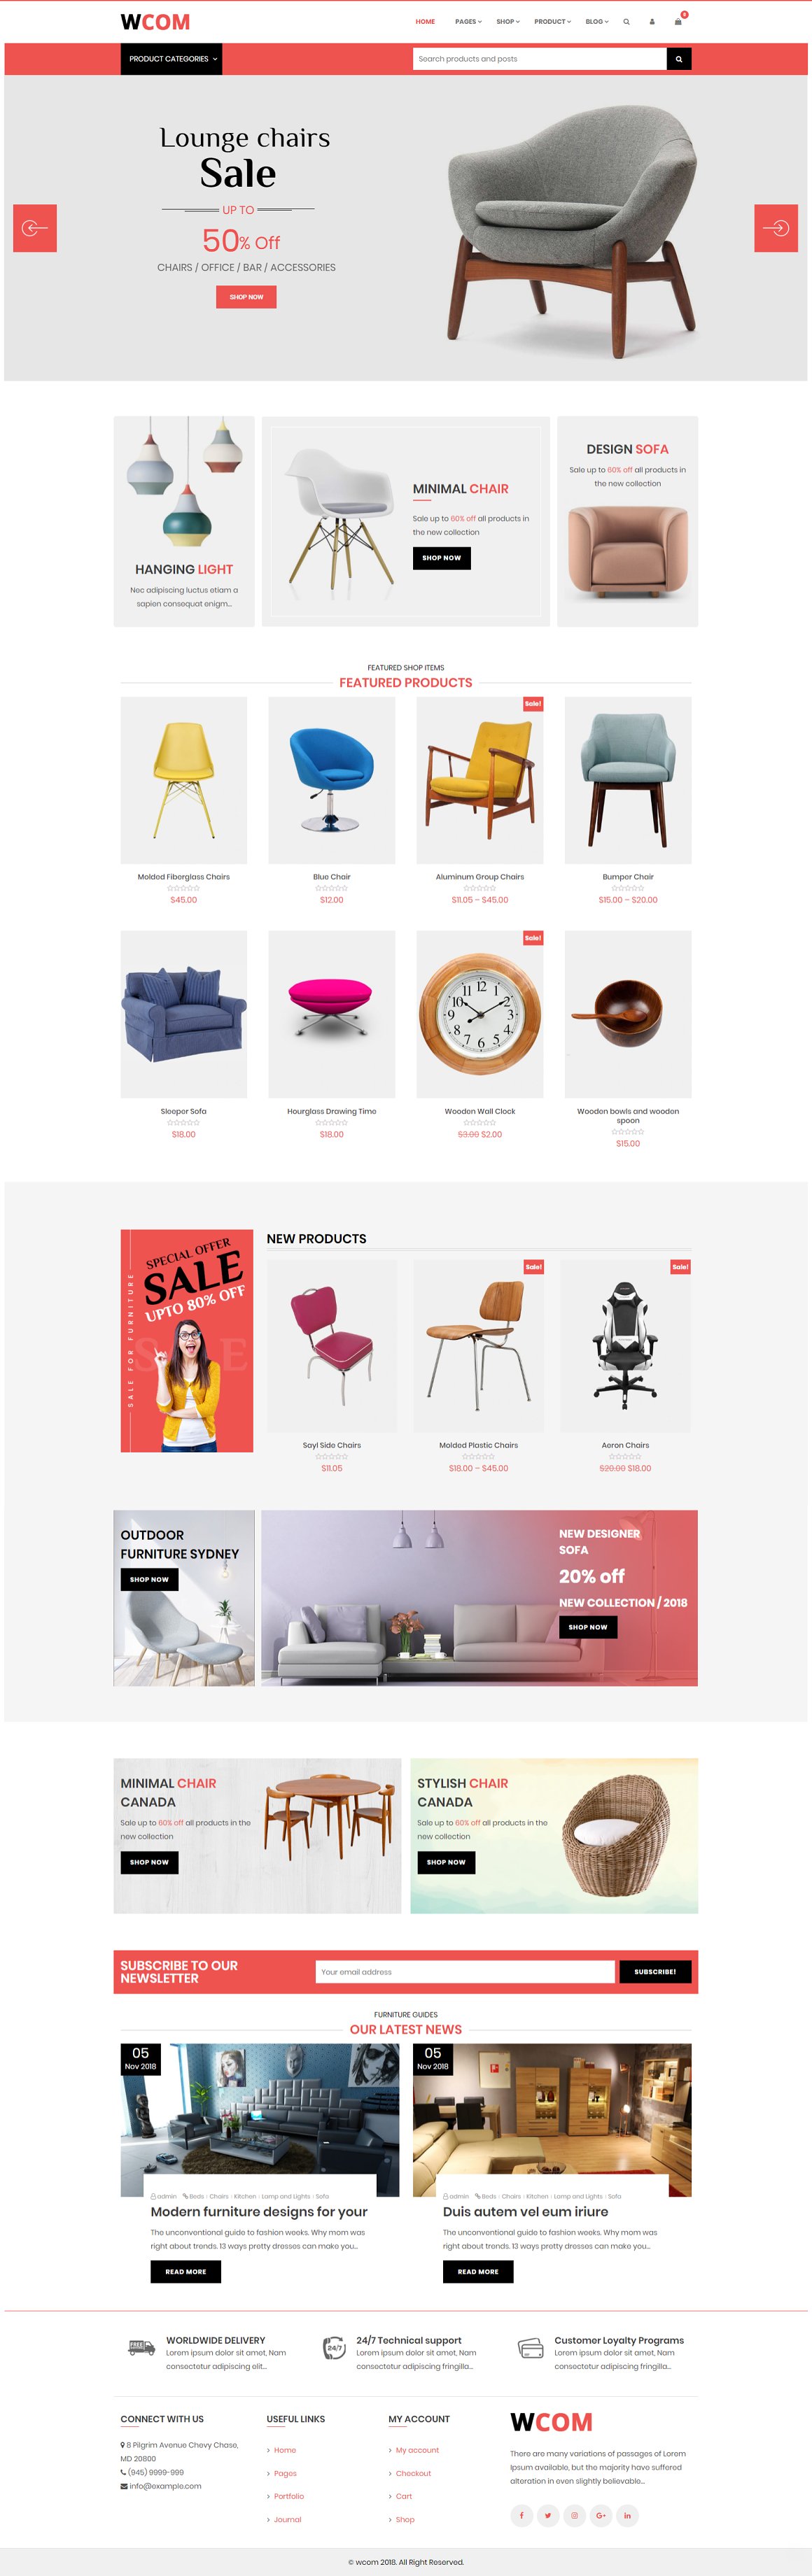 WCOM
HOME PAGES SHOP PRODUCT BLOG 0
PRODUCT CATEGORIES
Search products and posts
Lounge chairs
Sale
UP TO
50% Off
CHAIRS / OFFICE / BAR / ACCESSORIES
SHOP NOW
HANGING LIGHT
Nec adipiscing luctus etiam a
sapien consequat enigm...
MINIMAL CHAIR
Sale up to 60% off all products in
the new collection
SHOP NOW
DESIGN SOFA
Sale up to 60% off all products in
the new collection
FEATURED SHOP ITEMS
FEATURED PRODUCTS
Sale!
Molded Fiberglass Chairs
$45.00
Blue Chair
$12.00
Aluminum Group Chairs
$11.05 – $45.00
Bumper Chair
$15.00 – $20.00
Sale!
12
11
1
10
2
9
3
8
4
7
6
5
Sleeper Sofa
$18.00
Hourglass Drawing Time
$18.00
Wooden Wall Clock
$3.00 $2.00
Wooden bowls and wooden
spoon
$15.00
SPECIAL OFFER
SALE
UPTO 80% OFF
SALE FOR FURNITURE
SALE
NEW PRODUCTS
Sale!
Sale!
Sayl Side Chairs
$11.05
Molded Plastic Chairs
$18.00 – $45.00
Aeron Chairs
$20.00 $18.00
OUTDOOR
FURNITURE SYDNEY
SHOP NOW
NEW DESIGNER
SOFA
20% off
NEW COLLECTION / 2018
SHOP NOW
MINIMAL CHAIR
CANADA
Sale up to 60% off all products in the
new collection
SHOP NOW
STYLISH CHAIR
CANADA
Sale up to 60% off all products in the
new collection
SHOP NOW
SUBSCRIBE TO OUR
NEWSLETTER
Your email address
SUBSCRIBE!
FURNITURE GUIDES
OUR LATEST NEWS
05
Nov 2018
admin Beds : Chairs : Kitchen : Lamp and Lights : Sofa
Modern furniture designs for your
The unconventional guide to fashion weeks. Why mom was
right about trends. 13 ways pretty dresses can make you...
READ MORE
05
Nov 2018
admin Beds : Chairs : Kitchen : Lamp and Lights : Sofa
Duis autem vel eum iriure
The unconventional guide to fashion weeks. Why mom was
right about trends. 13 ways pretty dresses can make you...
READ MORE
FREE
WORLDWIDE DELIVERY
Lorem ipsum dolor sit amet, Nam
consectetur adipiscing elit...
24/7
24/7 Technical support
Lorem ipsum dolor sit amet, Nam
consectetur adipiscing fringilla...
Customer Loyalty Programs
Lorem ipsum dolor sit amet, Nam
consectetur adipiscing fringilla...
CONNECT WITH US
8 Pilgrim Avenue Chevy Chase,
MD 20800
(945) 9999-999
info@example.com
USEFUL LINKS
Home
Pages
Portfolio
Journal
MY ACCOUNT
My account
Checkout
Cart
Shop
WCOM
There are many variations of passages of Lorem
Ipsum available, but the majority have suffered
alteration in even slightly believable...
© wcom 2018. All Right Reserved.